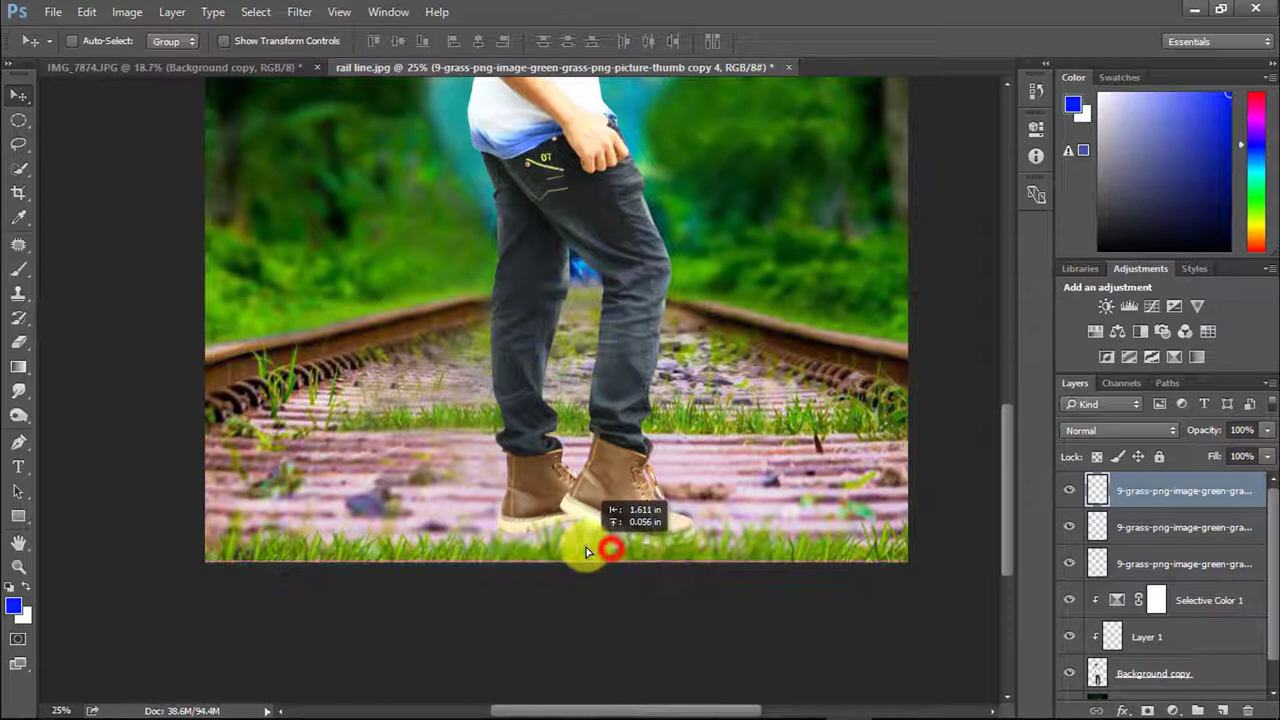 Ps File Edit Image Layer Type Select Filter 3D View Window Help
Auto-Select: Group Show Transform Controls Essentials
IMG_7874.JPG @ 18.7% (Background copy, RGB/8) * × rail line.jpg @ 25% (9-grass-png-image-green-grass-png-picture-thumb copy 4, RGB/8#) * ×
Color Swatches
07
Libraries Adjustments Styles
Add an adjustment
Layers Channels Paths
Kind
Normal Opacity: 100%
Lock: Fill: 100%
9-grass-png-image-green-gra...
1.611 in
0.056 in
9-grass-png-image-green-gra...
9-grass-png-image-green-gra...
Selective Color 1
Layer 1
Background copy
25% Doc: 38.6M/94.4M